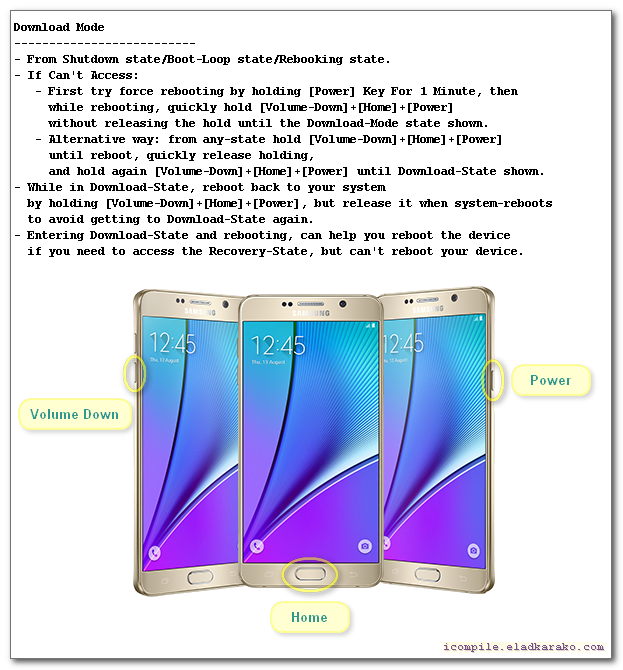 Download Mode
--------------------------
- From Shutdown state/Boot-Loop state/Rebooking state.
- If Can't Access:
- First try force rebooting by holding [Power] Key For 1 Minute, then
while rebooting, quickly hold [Volume-Down]+[Home]+[Power]
without releasing the hold until the Download-Mode state shown.
- Alternative way: from any-state hold [Volume-Down]+[Home]+[Power]
until reboot, quickly release holding,
and hold again [Volume-Down]+[Home]+[Power] until Download-State shown.
- While in Download-State, reboot back to your system
by holding [Volume-Down]+[Home]+[Power], but release it when system-reboots
to avoid getting to Download-State again.
- Entering Download-State and rebooting, can help you reboot the device
if you need to access the Recovery-State, but can't reboot your device.
SAMSUNG
SAMSUNG
SAMSUNG
12:45
Thu, 13 August
12:45
Thu, 13 August
12:45
Power
Volume Down
Home
icompile.eladkarako.com